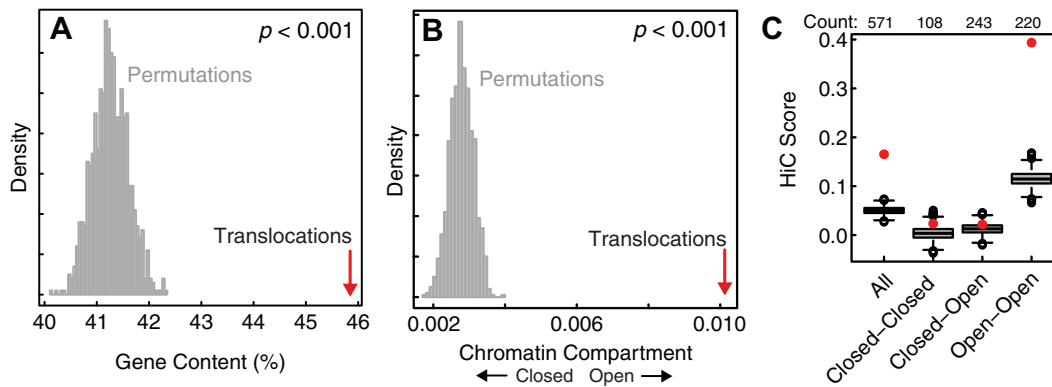 A
p < 0.001
Permutations
Translocations
Density
40 41 42 43 44 45 46
Gene Content (%)
B
p < 0.001
Permutations
Translocations
Density
0.002 0.006 0.010
Chromatin Compartment
Closed Open
C
Count: 571 108 243 220
0.4
0.3
0.2
0.1
0.0
HiC Score
All
Closed–Closed
Closed–Open
Open–Open